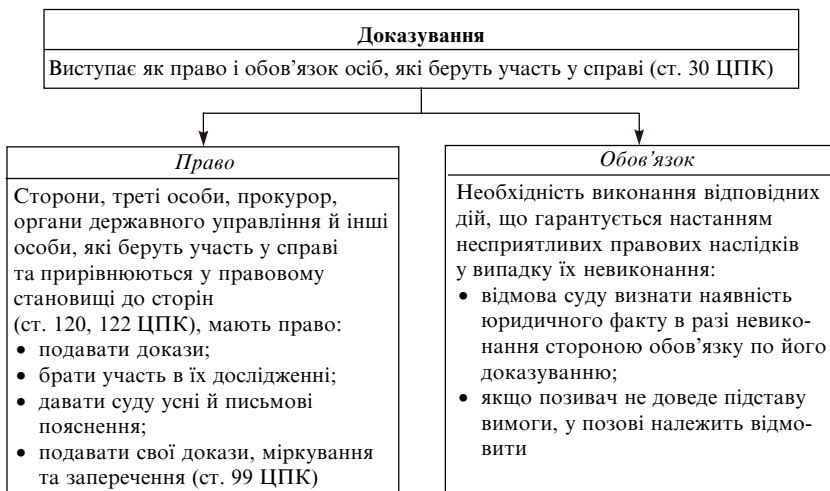 Доказування
Виступає як право і обов'язок осіб, які беруть участь у справі (ст. 30 ЦПК)
Право
Сторони, треті особи, прокурор,
органи державного управління й інші
особи, які беруть участь у справі
та прирівнюються у правовому
становищі до сторін
(ст. 120, 122 ЦПК), мають право:
• подавати докази;
• брати участь в їх дослідженні;
• давати суду усні й письмові
пояснення;
• подавати свої докази, міркування
та заперечення (ст. 99 ЦПК)
Обов'язок
Необхідність виконання відповідних
дій, що гарантується настанням
несприятливих правових наслідків
у випадку їх невиконання:
• відмова суду визнати наявність
юридичного факту в разі невико-
нання стороною обов'язку по його
доказуванню;
• якщо позивач не доведе підставу
вимоги, у позові належить відмо-
вити